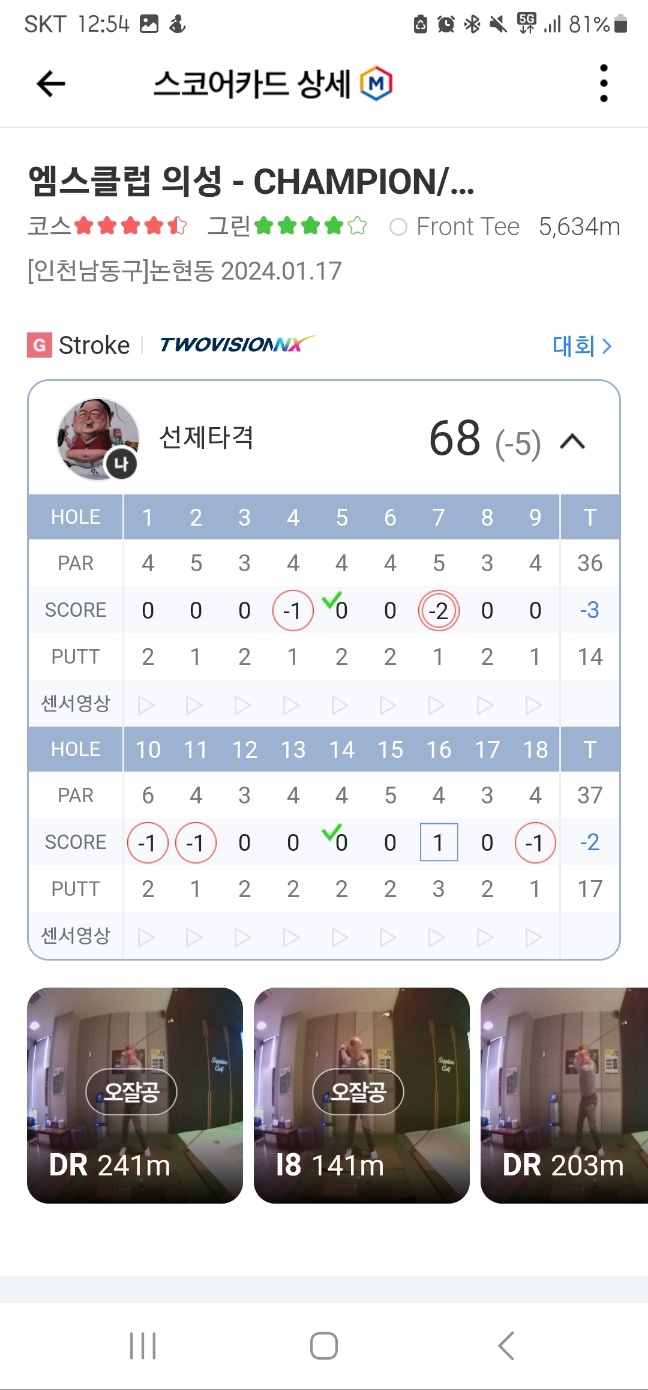 SKT 12:54 5G 81%
스코어카드 상세 M
엠스클럽 의성 - CHAMPION/...
코스 그린 Front Tee 5,634m
[인천남동구]논현동 2024.01.17
G Stroke TWOVISIONNX 대회 >
선제타격 68 (-5)
나
HOLE 1 2 3 4 5 6 7 8 9 T
PAR 4 5 3 4 4 4 5 3 4 36
SCORE 0 0 0 -1 0 0 -2 0 0 -3
PUTT 2 1 2 1 2 2 1 2 1 14
센서영상
HOLE 10 11 12 13 14 15 16 17 18 T
PAR 6 4 3 4 4 5 4 3 4 37
SCORE -1 -1 0 0 0 0 1 0 -1 -2
PUTT 2 1 2 2 2 2 3 2 1 17
센서영상
오잘공 오잘공
DR 241m I8 141m DR 203m